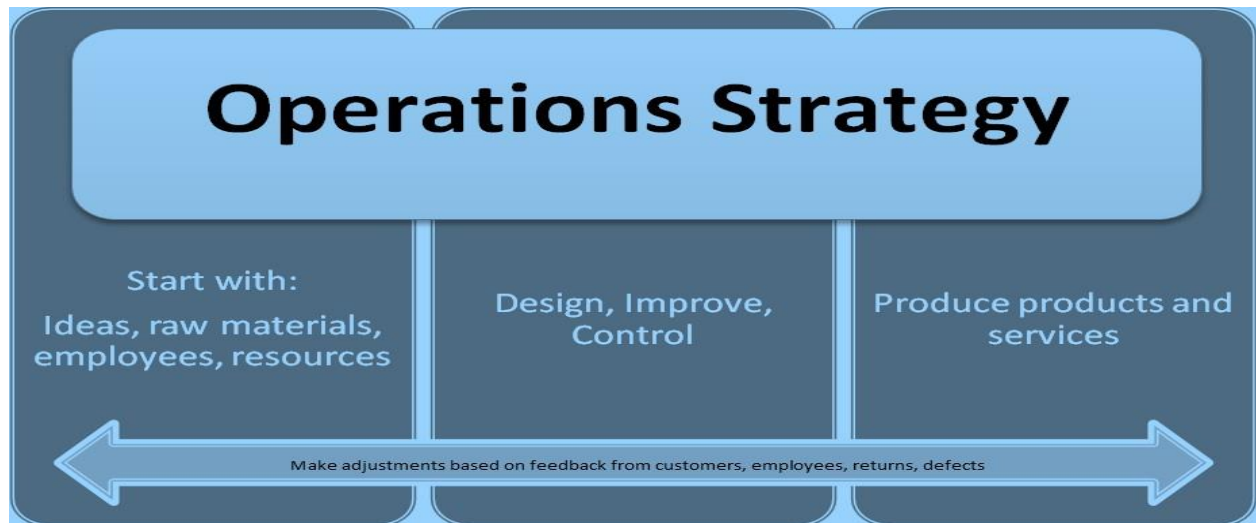 Operations Strategy
Start with:
Ideas, raw materials,
employees, resources
Design, Improve,
Control
Produce products and
services
Make adjustments based on feedback from customers, employees, returns, defects